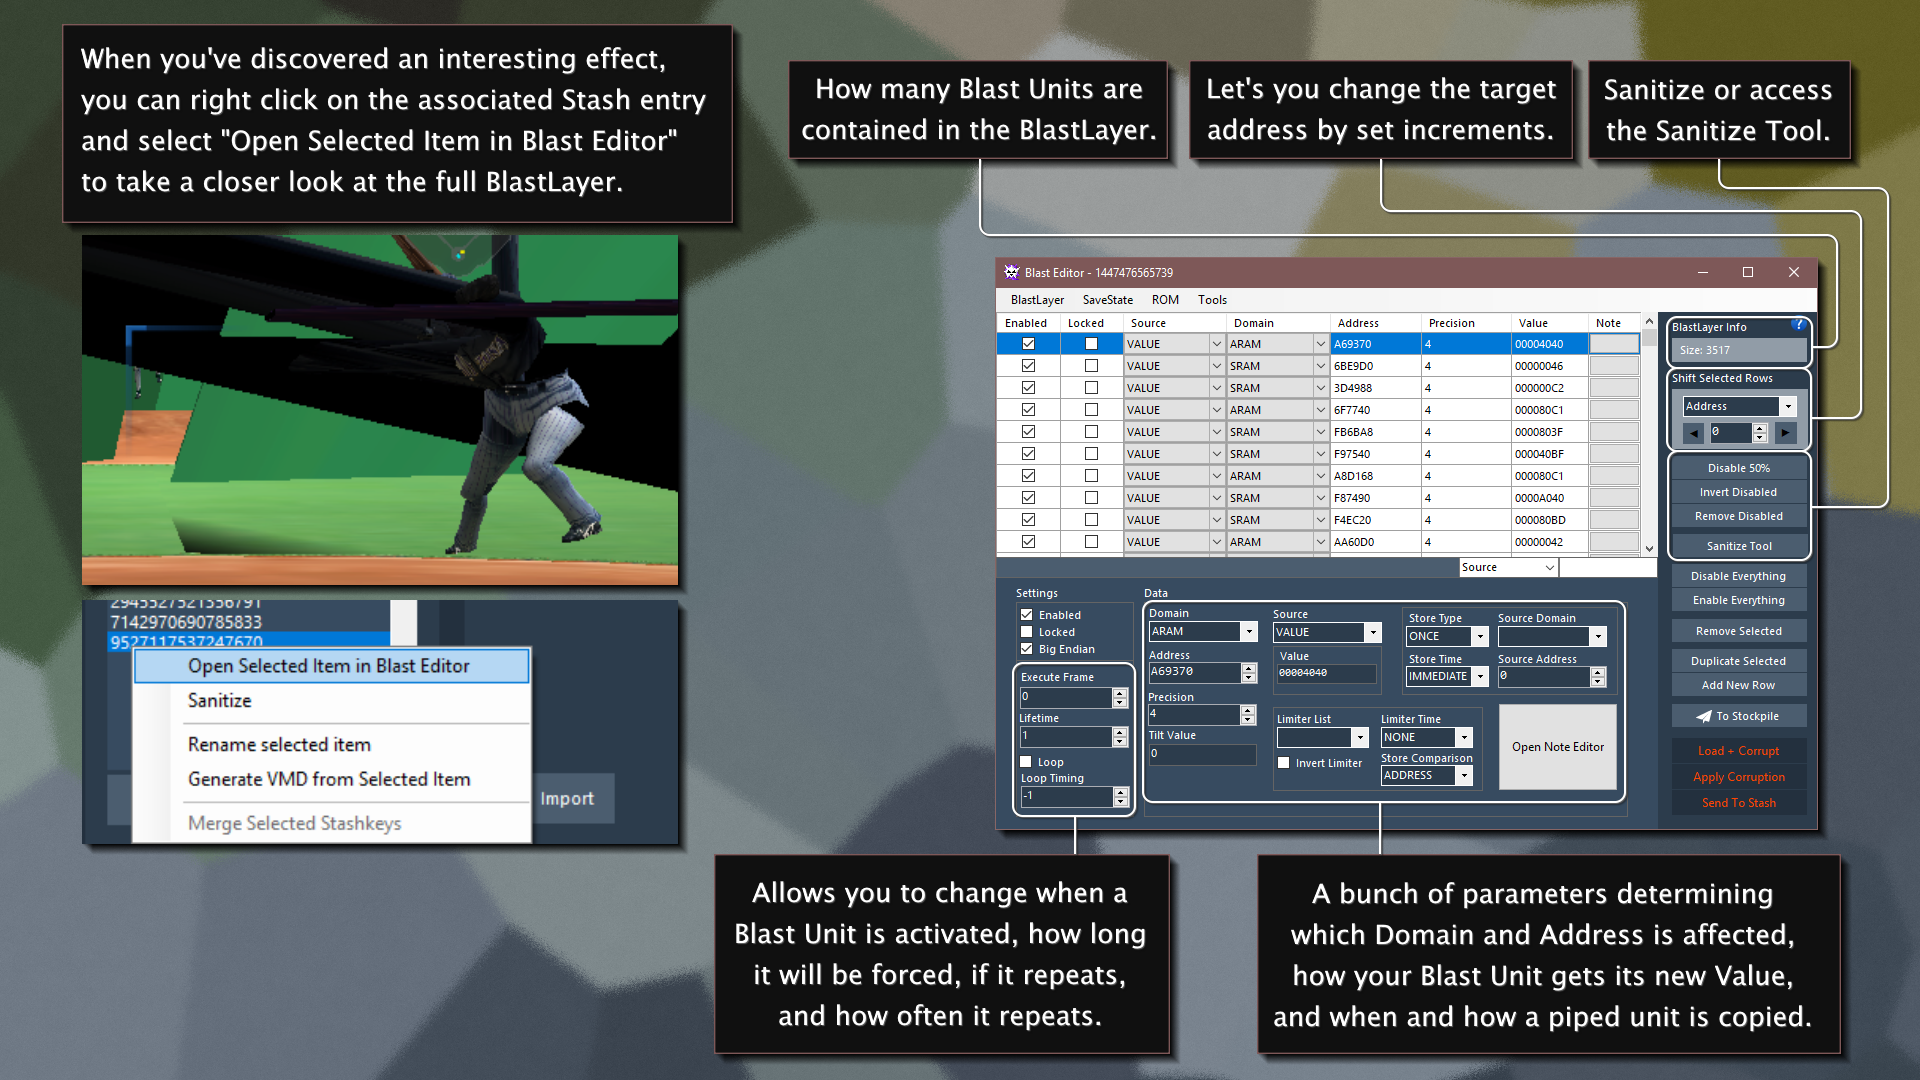 When you've discovered an interesting effect,
you can right click on the associated Stash entry
and select "Open Selected Item in Blast Editor"
to take a closer look at the full BlastLayer.
How many Blast Units are
contained in the BlastLayer.
Let's you change the target
address by set increments.
Sanitize or access
the Sanitize Tool.
7142970690785833
9527117537247670
Open Selected Item in Blast Editor
Sanitize
Rename selected item
Generate VMD from Selected Item
Merge Selected Stashkeys
Import
Blast Editor - 1447476565739
BlastLayer SaveState ROM Tools
Enabled Locked Source Domain Address Precision Value Note
VALUE ARAM A69370 4 00004040
VALUE SRAM 6BE9D0 4 00000046
VALUE SRAM 3D4988 4 000000C2
VALUE ARAM 6F7740 4 000080C1
VALUE SRAM FB6BA8 4 0000803F
VALUE SRAM F97540 4 000040BF
VALUE ARAM A8D168 4 000080C1
VALUE SRAM F87490 4 0000A040
VALUE SRAM F4EC20 4 000080BD
VALUE ARAM AA60D0 4 00000042
Source
BlastLayer Info ?
Size: 3517
Shift Selected Rows
Address
0
Disable 50%
Invert Disabled
Remove Disabled
Sanitize Tool
Disable Everything
Enable Everything
Remove Selected
Duplicate Selected
Add New Row
To Stockpile
Load + Corrupt
Apply Corruption
Send To Stash
Settings
Enabled
Locked
Big Endian
Execute Frame
0
Lifetime
1
Loop
Loop Timing
-1
Data
Domain
ARAM
Address
A69370
Precision
4
Tilt Value
0
Source
VALUE
Value
00004040
Store Type
ONCE
Source Domain
Store Time
IMMEDIATE
Source Address
0
Limiter List
Limiter Time
NONE
Invert Limiter
Store Comparison
ADDRESS
Open Note Editor
Allows you to change when a
Blast Unit is activated, how long
it will be forced, if it repeats,
and how often it repeats.
A bunch of parameters determining
which Domain and Address is affected,
how your Blast Unit gets its new Value,
and when and how a piped unit is copied.